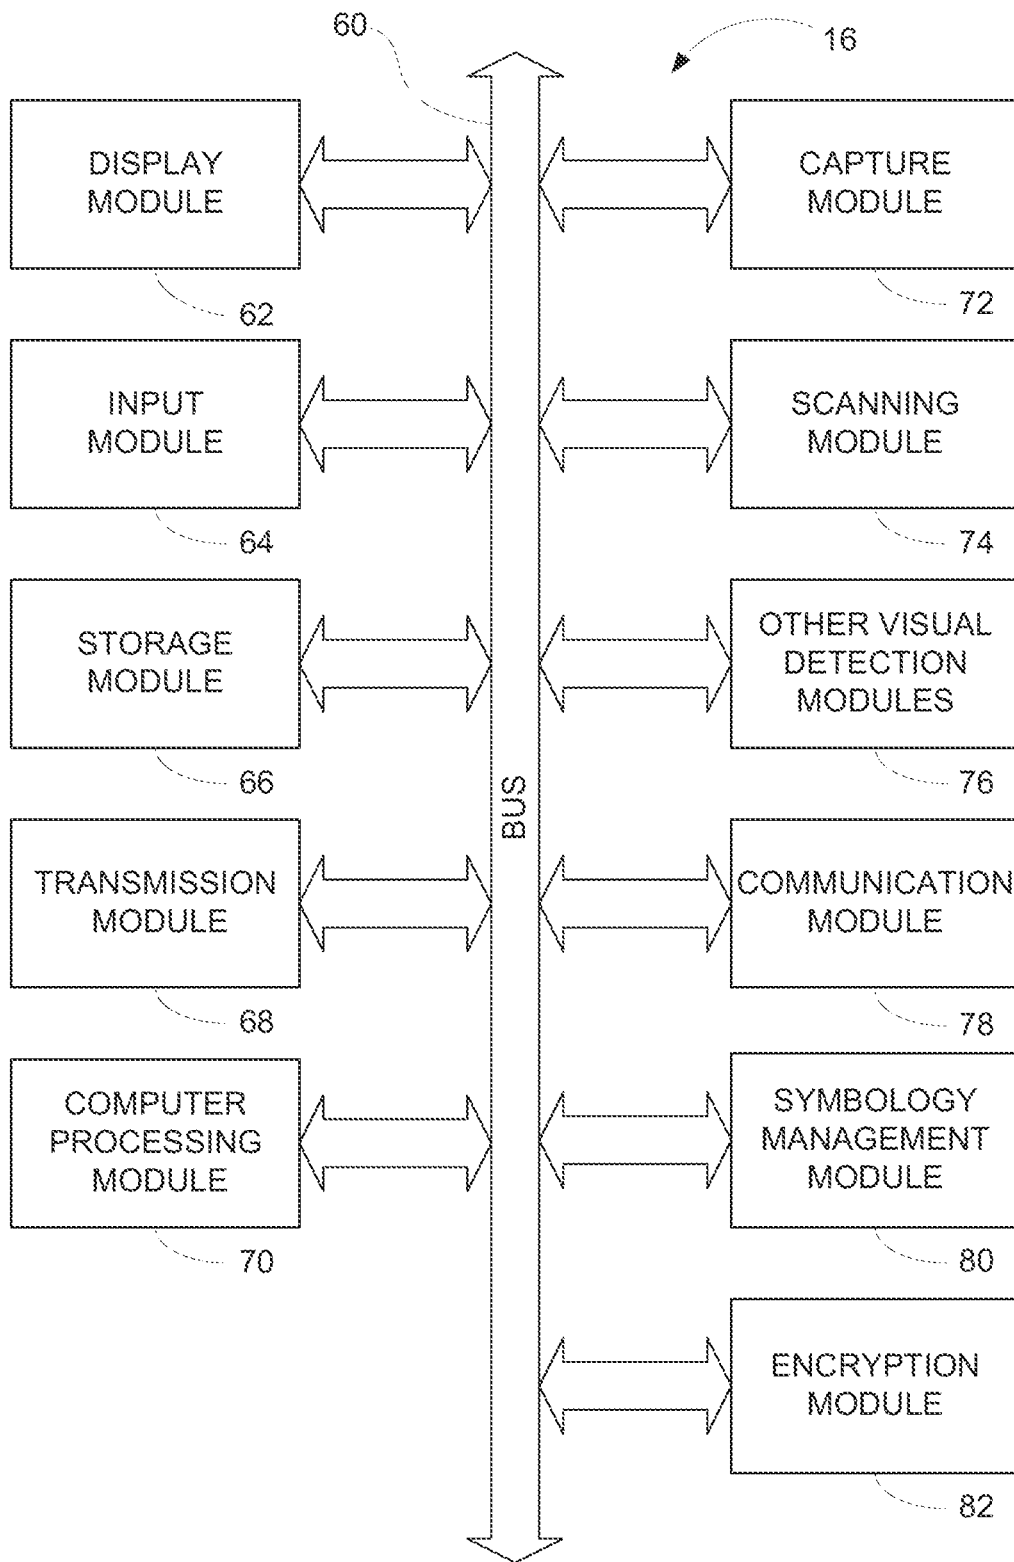 60
16
DISPLAY
MODULE
62
CAPTURE
MODULE
72
INPUT
MODULE
64
SCANNING
MODULE
74
STORAGE
MODULE
66
OTHER VISUAL
DETECTION
MODULES
76
BUS
TRANSMISSION
MODULE
68
COMMUNICATION
MODULE
78
COMPUTER
PROCESSING
MODULE
70
SYMBOLOGY
MANAGEMENT
MODULE
80
ENCRYPTION
MODULE
82